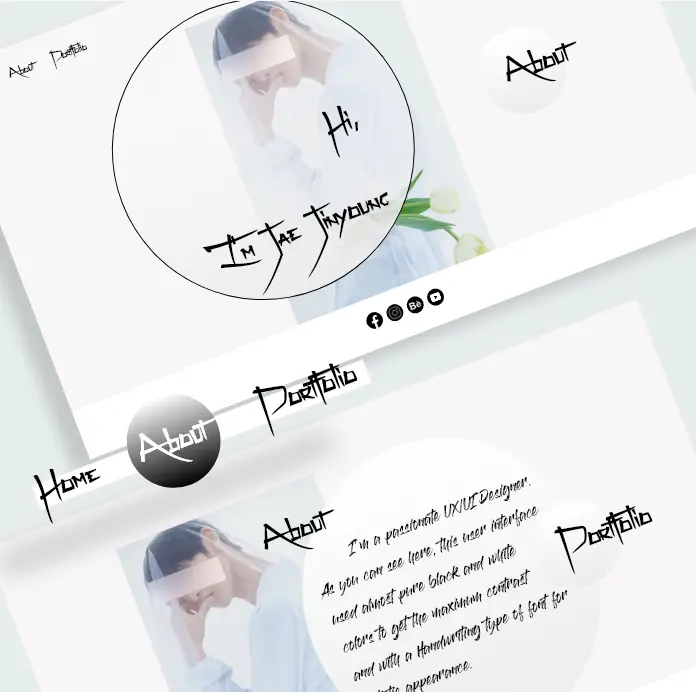 About Portfolio
About
Hi,
I'm Tae Jinyoung
Bē
Home About Portfolio
About
Portfolio
I'm a passionate UX/UI Designer.
As you can see here, this user interface
used almost pure black and white
colors to get the maximum contrast
and with a Handwriting type of font for
appearance.